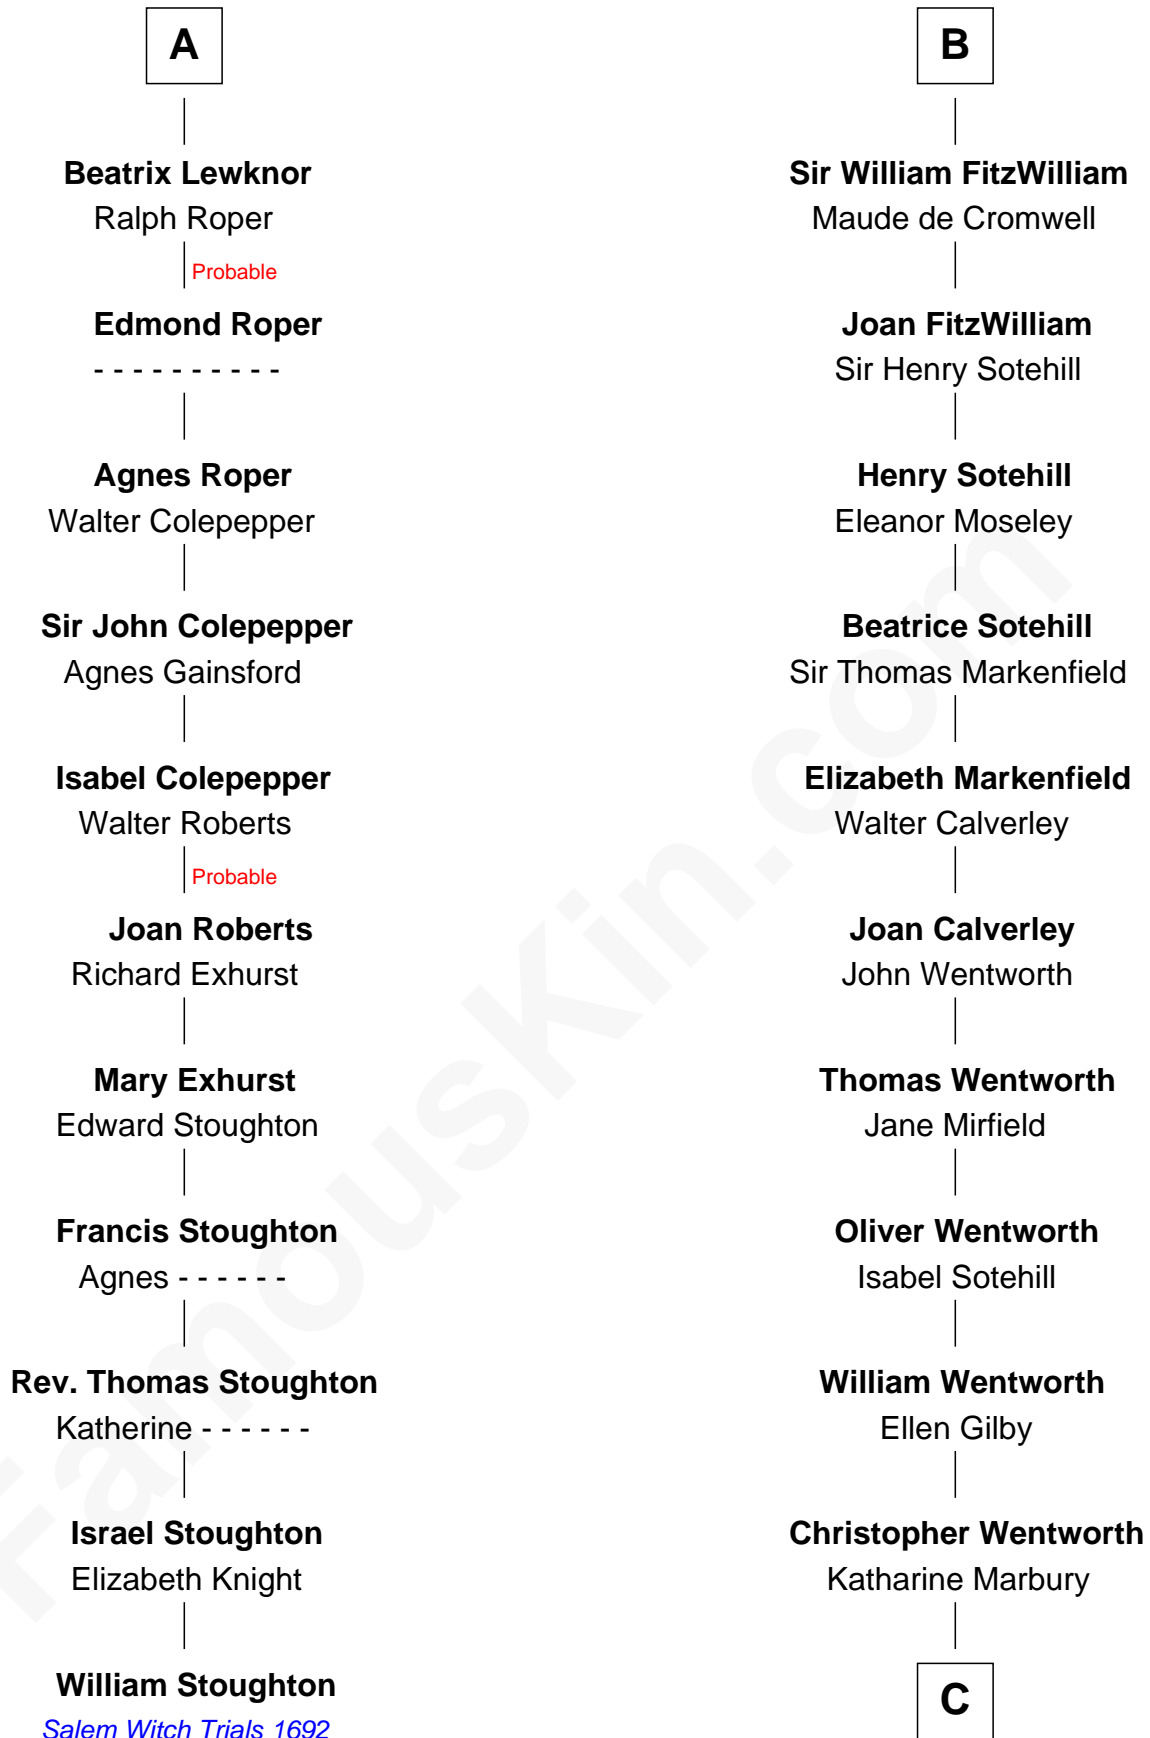 A
Beatrix Lewknor
Ralph Roper
Probable
Edmond Roper
- - - - - - - - - -
Agnes Roper
Walter Colepepper
Sir John Colepepper
Agnes Gainsford
Isabel Colepepper
Walter Roberts
Probable
Joan Roberts
Richard Exhurst
Mary Exhurst
Edward Stoughton
Francis Stoughton
Agnes - - - - - -
Rev. Thomas Stoughton
Katherine - - - - - -
Israel Stoughton
Elizabeth Knight
William Stoughton
Salem Witch Trials 1692
B
Sir William FitzWilliam
Maude de Cromwell
Joan FitzWilliam
Sir Henry Sotehill
Henry Sotehill
Eleanor Moseley
Beatrice Sotehill
Sir Thomas Markenfield
Elizabeth Markenfield
Walter Calverley
Joan Calverley
John Wentworth
Thomas Wentworth
Jane Mirfield
Oliver Wentworth
Isabel Sotehill
William Wentworth
Ellen Gilby
Christopher Wentworth
Katharine Marbury
C
FamousKin.com